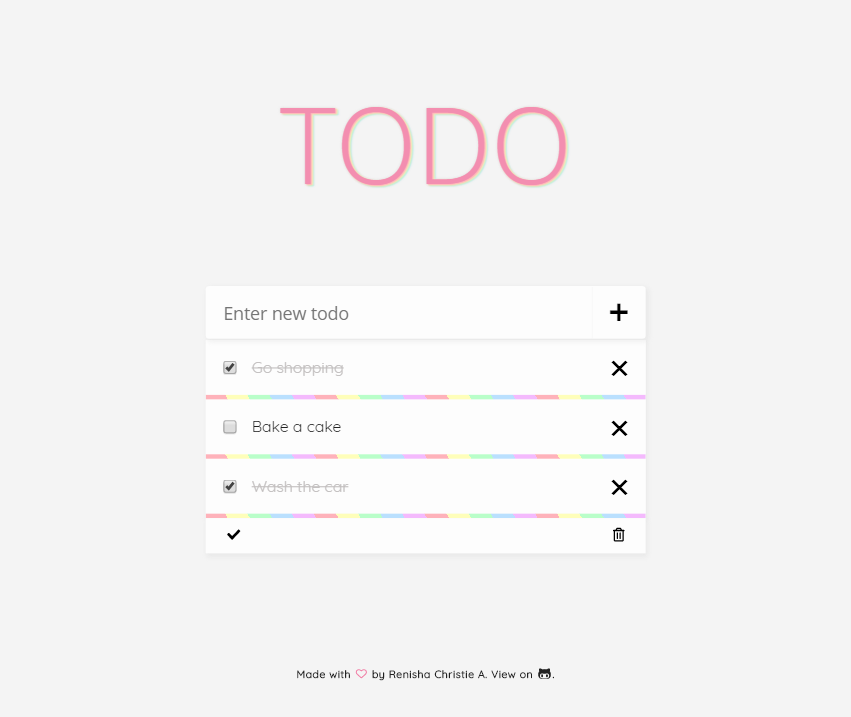 TODO
Enter new todo
Go shopping
Bake a cake
Wash the car
Made with by Renisha Christie A. View on .